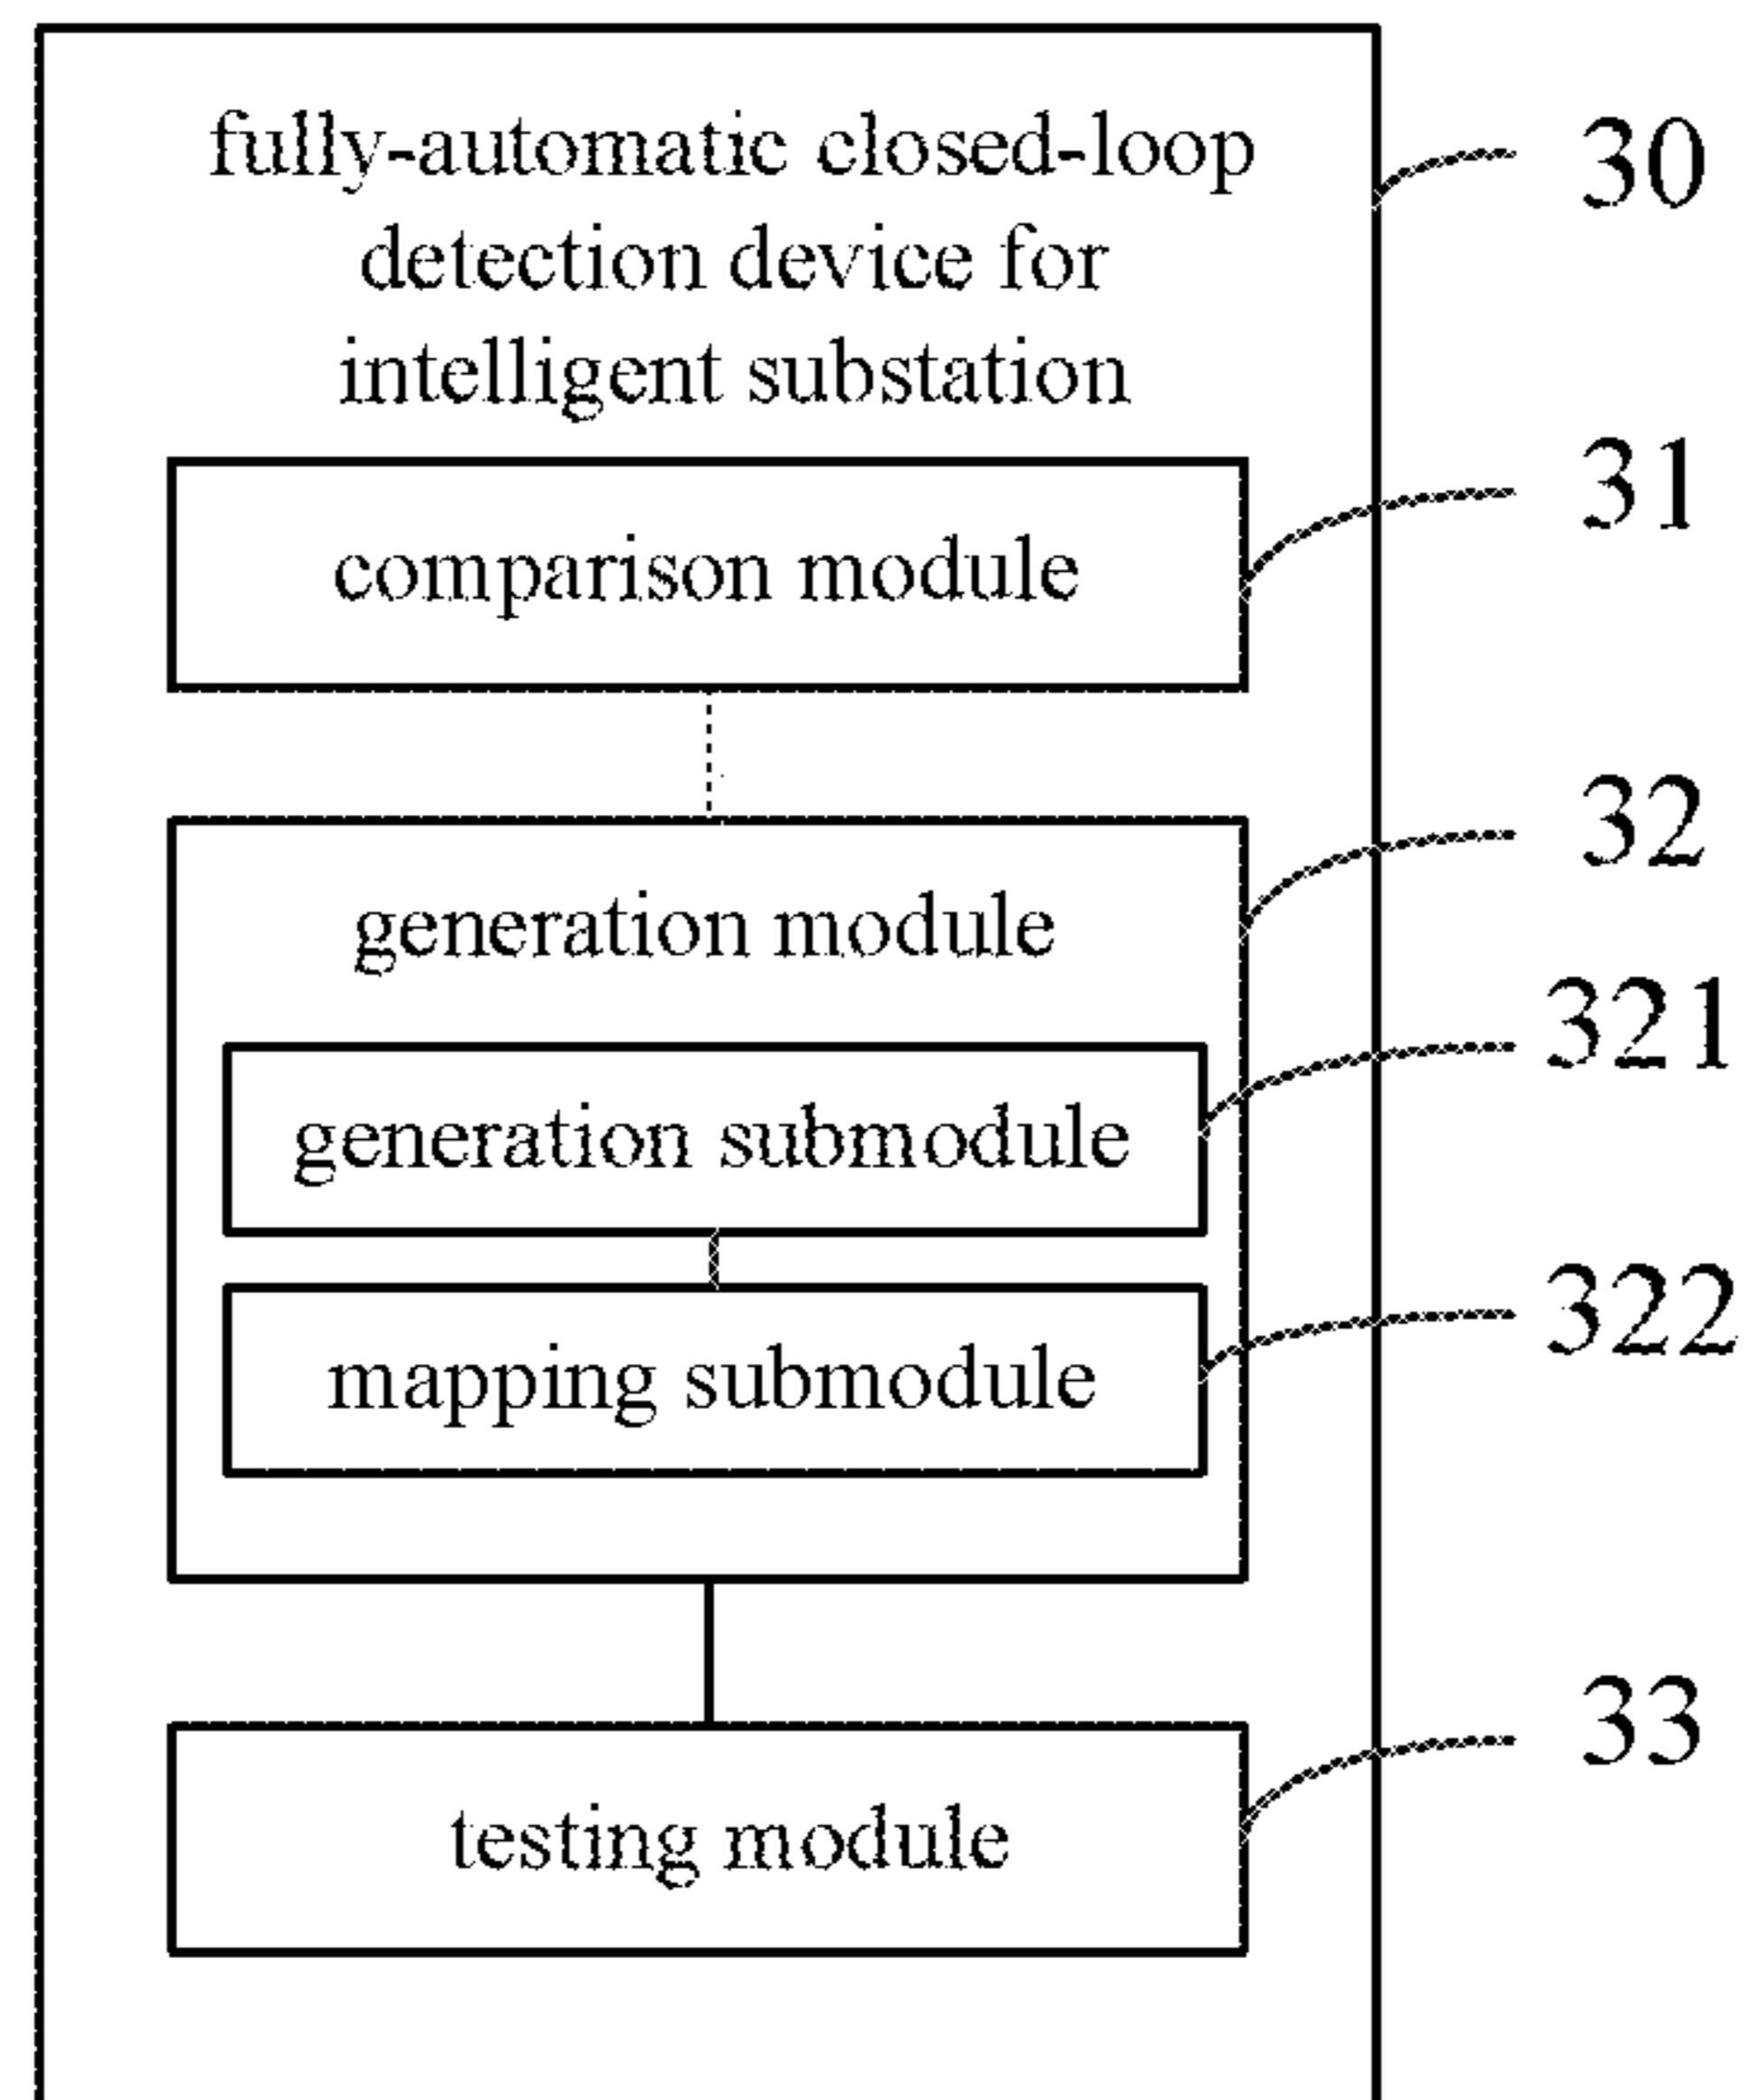 fully-automatic closed-loop
detection device for
intelligent substation
30
comparison module
31
generation module
32
generation submodule
321
mapping submodule
322
testing module
33